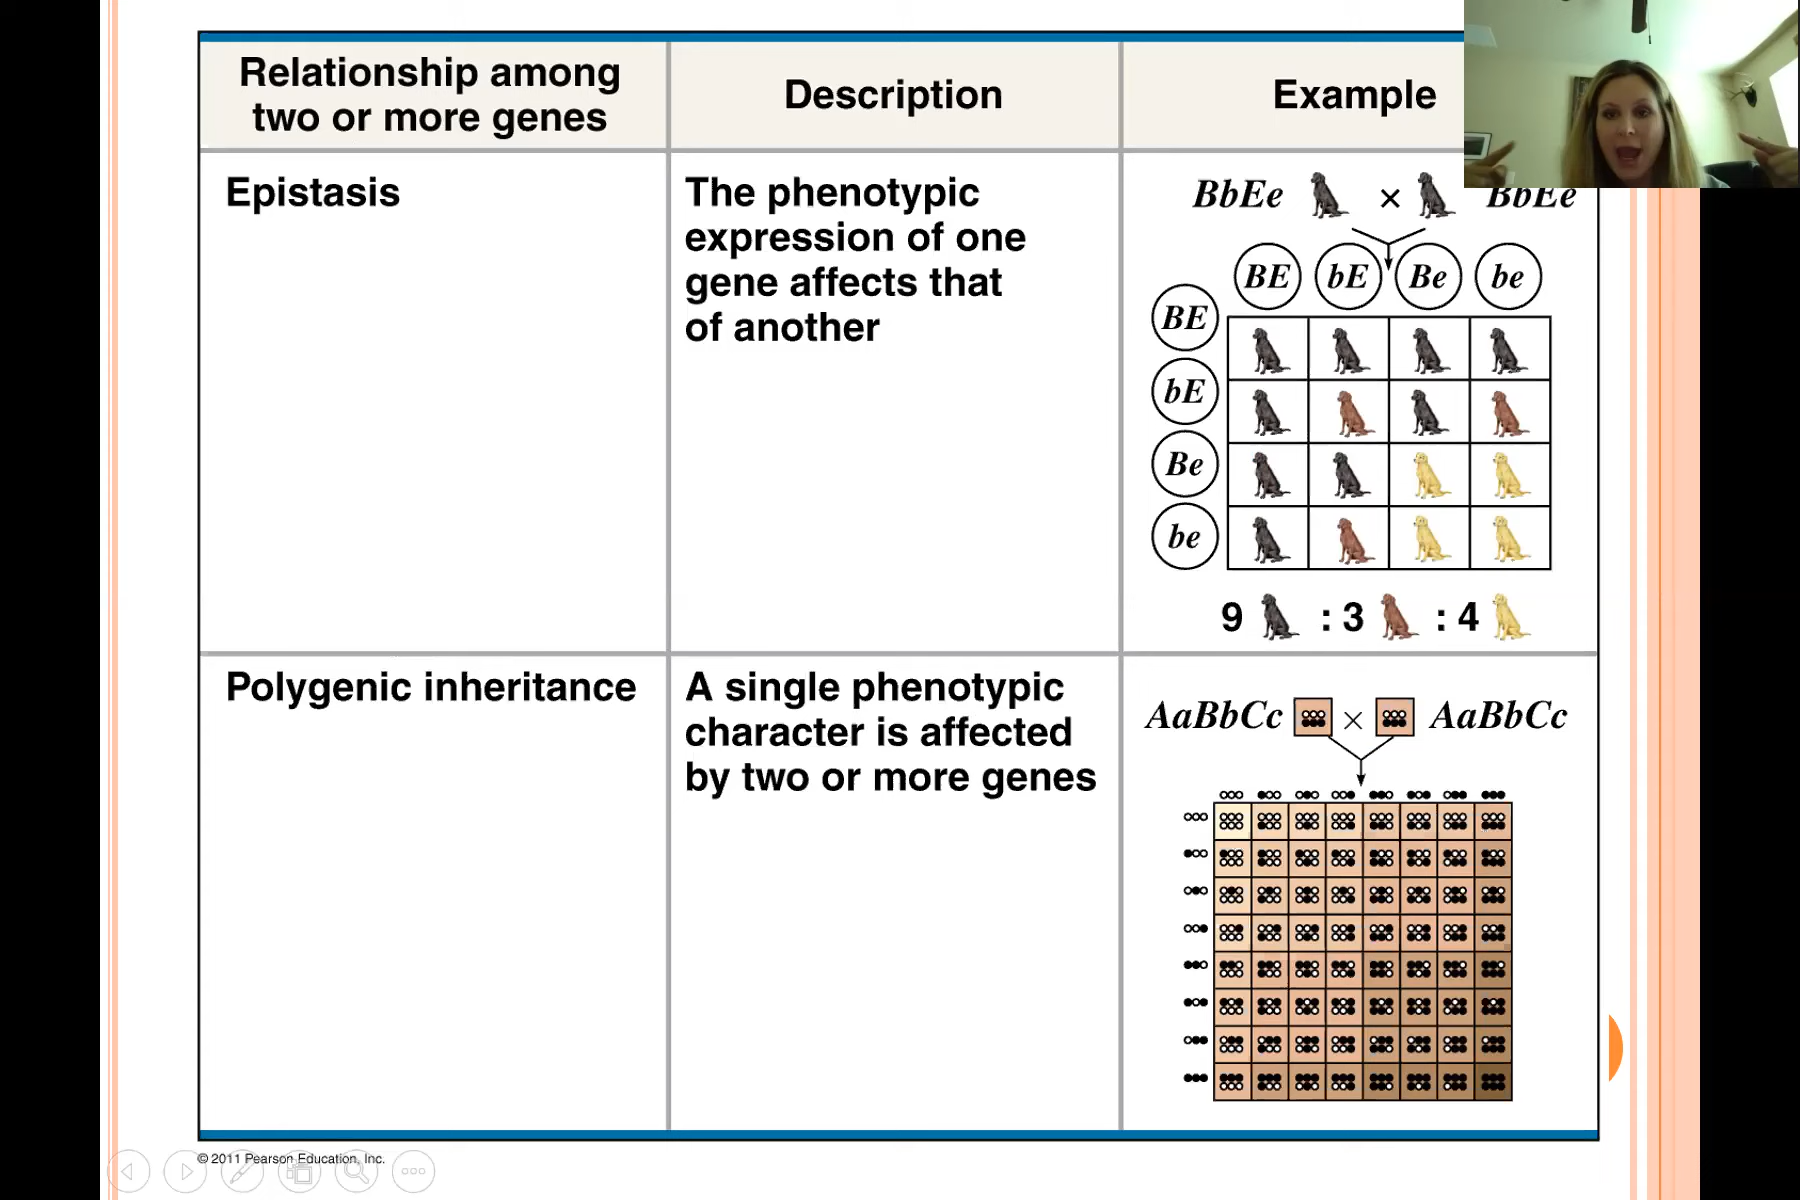 Relationship among
two or more genes
Description
Example
Epistasis
The phenotypic
expression of one
gene affects that
of another
BbEe × BbEe
BE bE Be be
BE
bE
Be
be
9 : 3 : 4
Polygenic inheritance
A single phenotypic
character is affected
by two or more genes
AaBbCc × AaBbCc
© 2011 Pearson Education, Inc.